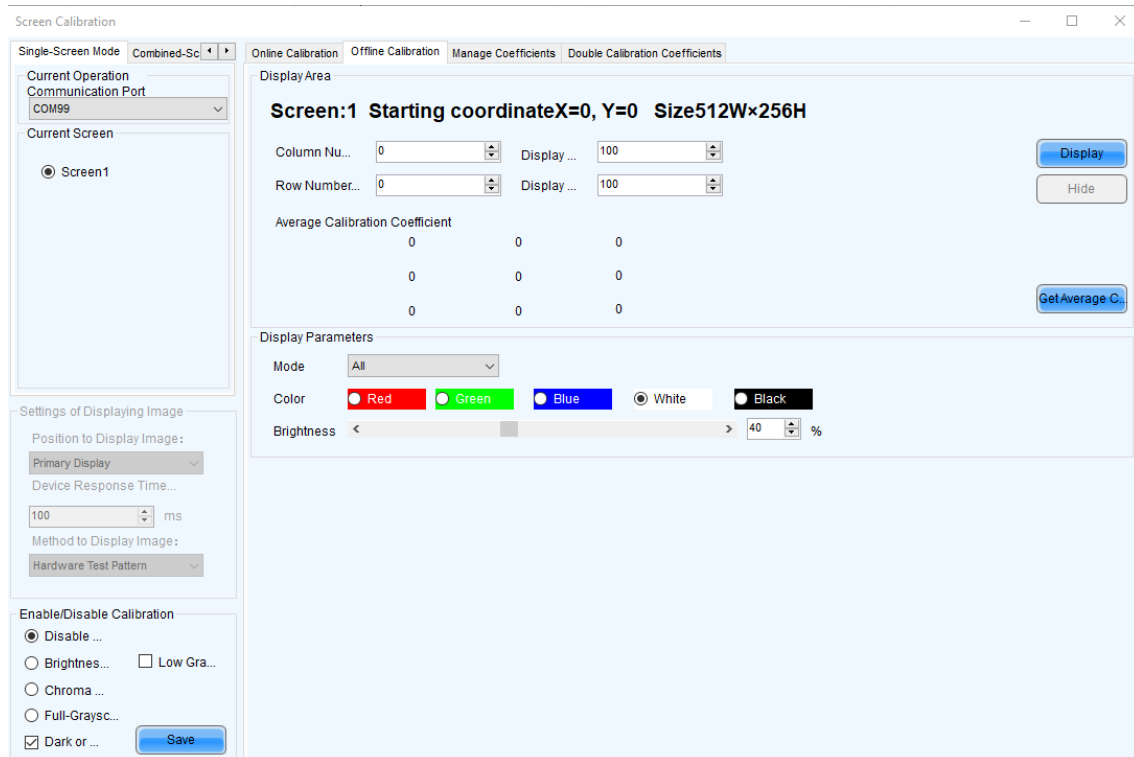 Screen Calibration
Single-Screen Mode Combined-Sc
Online Calibration Offline Calibration Manage Coefficients Double Calibration Coefficients
Current Operation
Communication Port
COM99
Current Screen
Screen1
Settings of Displaying Image
Position to Display Image:
Primary Display
Device Response Time...
100 ms
Method to Display Image:
Hardware Test Pattern
Enable/Disable Calibration
Disable ...
Brightnes... Low Gra...
Chroma ...
Full-Graysc...
Dark or ... Save
Display Area
Screen:1 Starting coordinateX=0, Y=0 Size512W×256H
Column Nu... 0 Display ... 100 Display
Row Number... 0 Display ... 100 Hide
Average Calibration Coefficient
0 0 0
0 0 0
0 0 0
Get Average C...
Display Parameters
Mode All
Color Red Green Blue White Black
Brightness < > 40 %